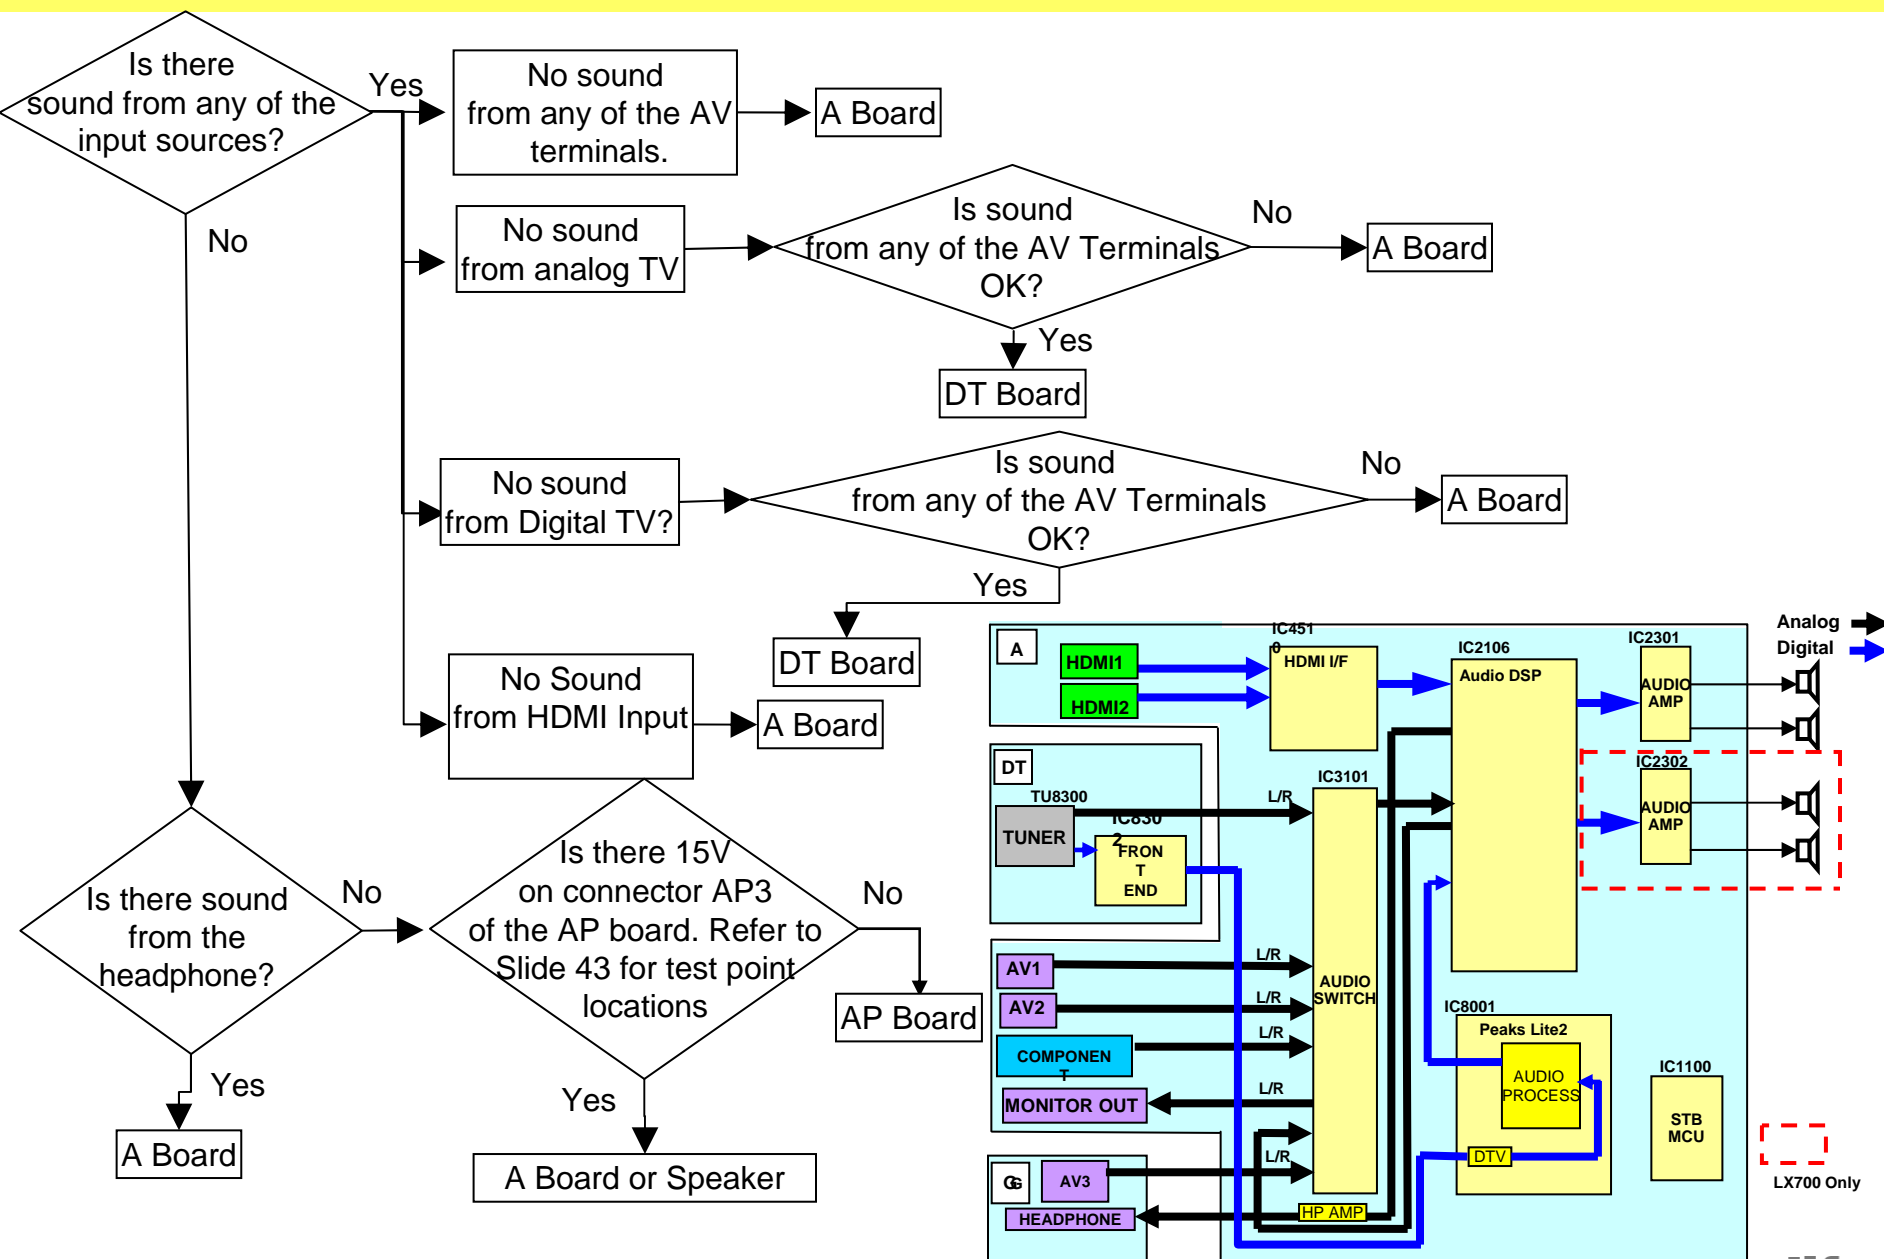 Is there
sound from any of the
input sources?
Yes
No sound
from any of the AV
terminals.
A Board
No
No sound
from analog TV
Is sound
from any of the AV Terminals
OK?
No
A Board
Yes
DT Board
No sound
from Digital TV?
Is sound
from any of the AV Terminals
OK?
No
A Board
Yes
DT Board
No Sound
from HDMI Input
A Board
Is there sound
from the
headphone?
No
Is there 15V
on connector AP3
of the AP board. Refer to
Slide 43 for test point
locations
No
AP Board
Yes
A Board
Yes
A Board or Speaker
Analog
Digital
A
HDMI1
HDMI2
IC451
0
HDMI I/F
IC2106
Audio DSP
IC2301
AUDIO
AMP
IC2302
AUDIO
AMP
DT
TU8300
TUNER
IC830
2
FRON
T
END
L/R
IC3101
AUDIO
SWITCH
AV1
L/R
AV2
L/R
COMPONEN
T
L/R
MONITOR OUT
L/R
IC8001
Peaks Lite2
AUDIO
PROCESS
DTV
IC1100
STB
MCU
AV3
L/R
HEADPHONE
HP AMP
LX700 Only